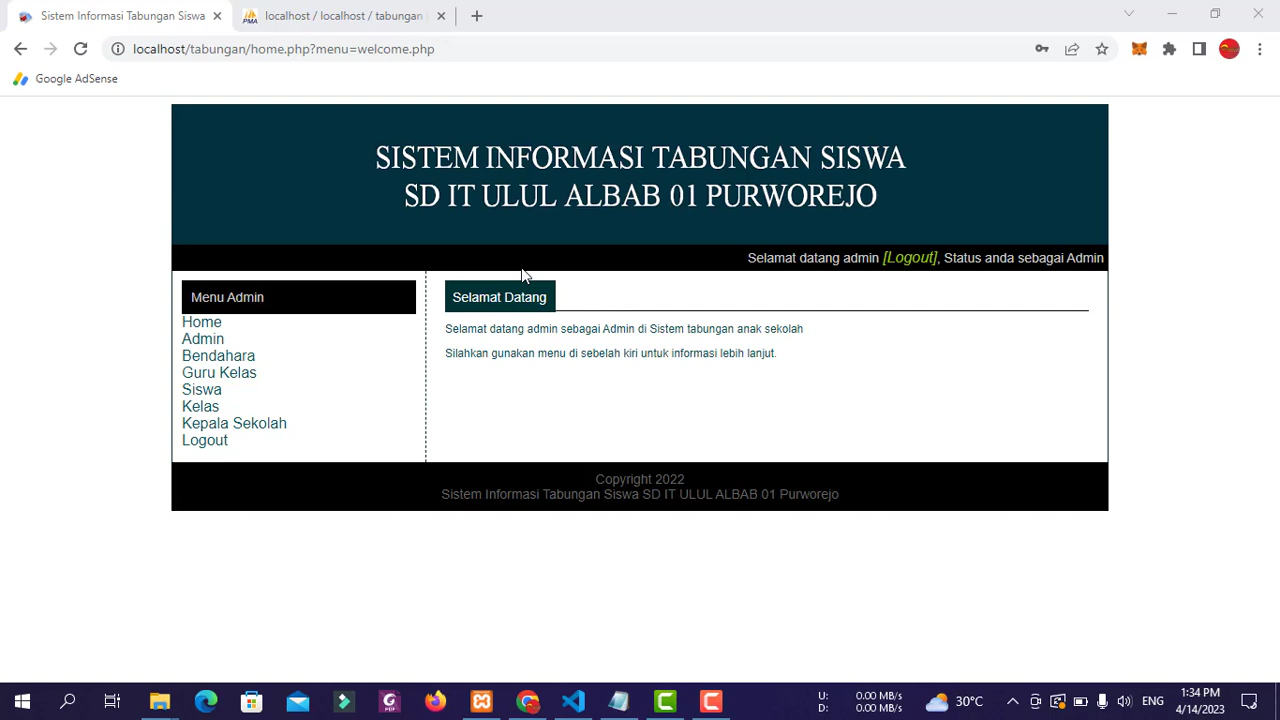 Sistem Informasi Tabungan Siswa
localhost / localhost / tabungan
localhost/tabungan/home.php?menu=welcome.php
Google AdSense
SISTEM INFORMASI TABUNGAN SISWA
SD IT ULUL ALBAB 01 PURWOREJO
Selamat datang admin [Logout], Status anda sebagai Admin
Menu Admin
Home
Admin
Bendahara
Guru Kelas
Siswa
Kelas
Kepala Sekolah
Logout
Selamat Datang
Selamat datang admin sebagai Admin di Sistem tabungan anak sekolah
Silahkan gunakan menu di sebelah kiri untuk informasi lebih lanjut.
Copyright 2022
Sistem Informasi Tabungan Siswa SD IT ULUL ALBAB 01 Purworejo
U: 0.00 MB/s
D: 0.00 MB/s
30°C
ENG
1:34 PM
4/14/2023